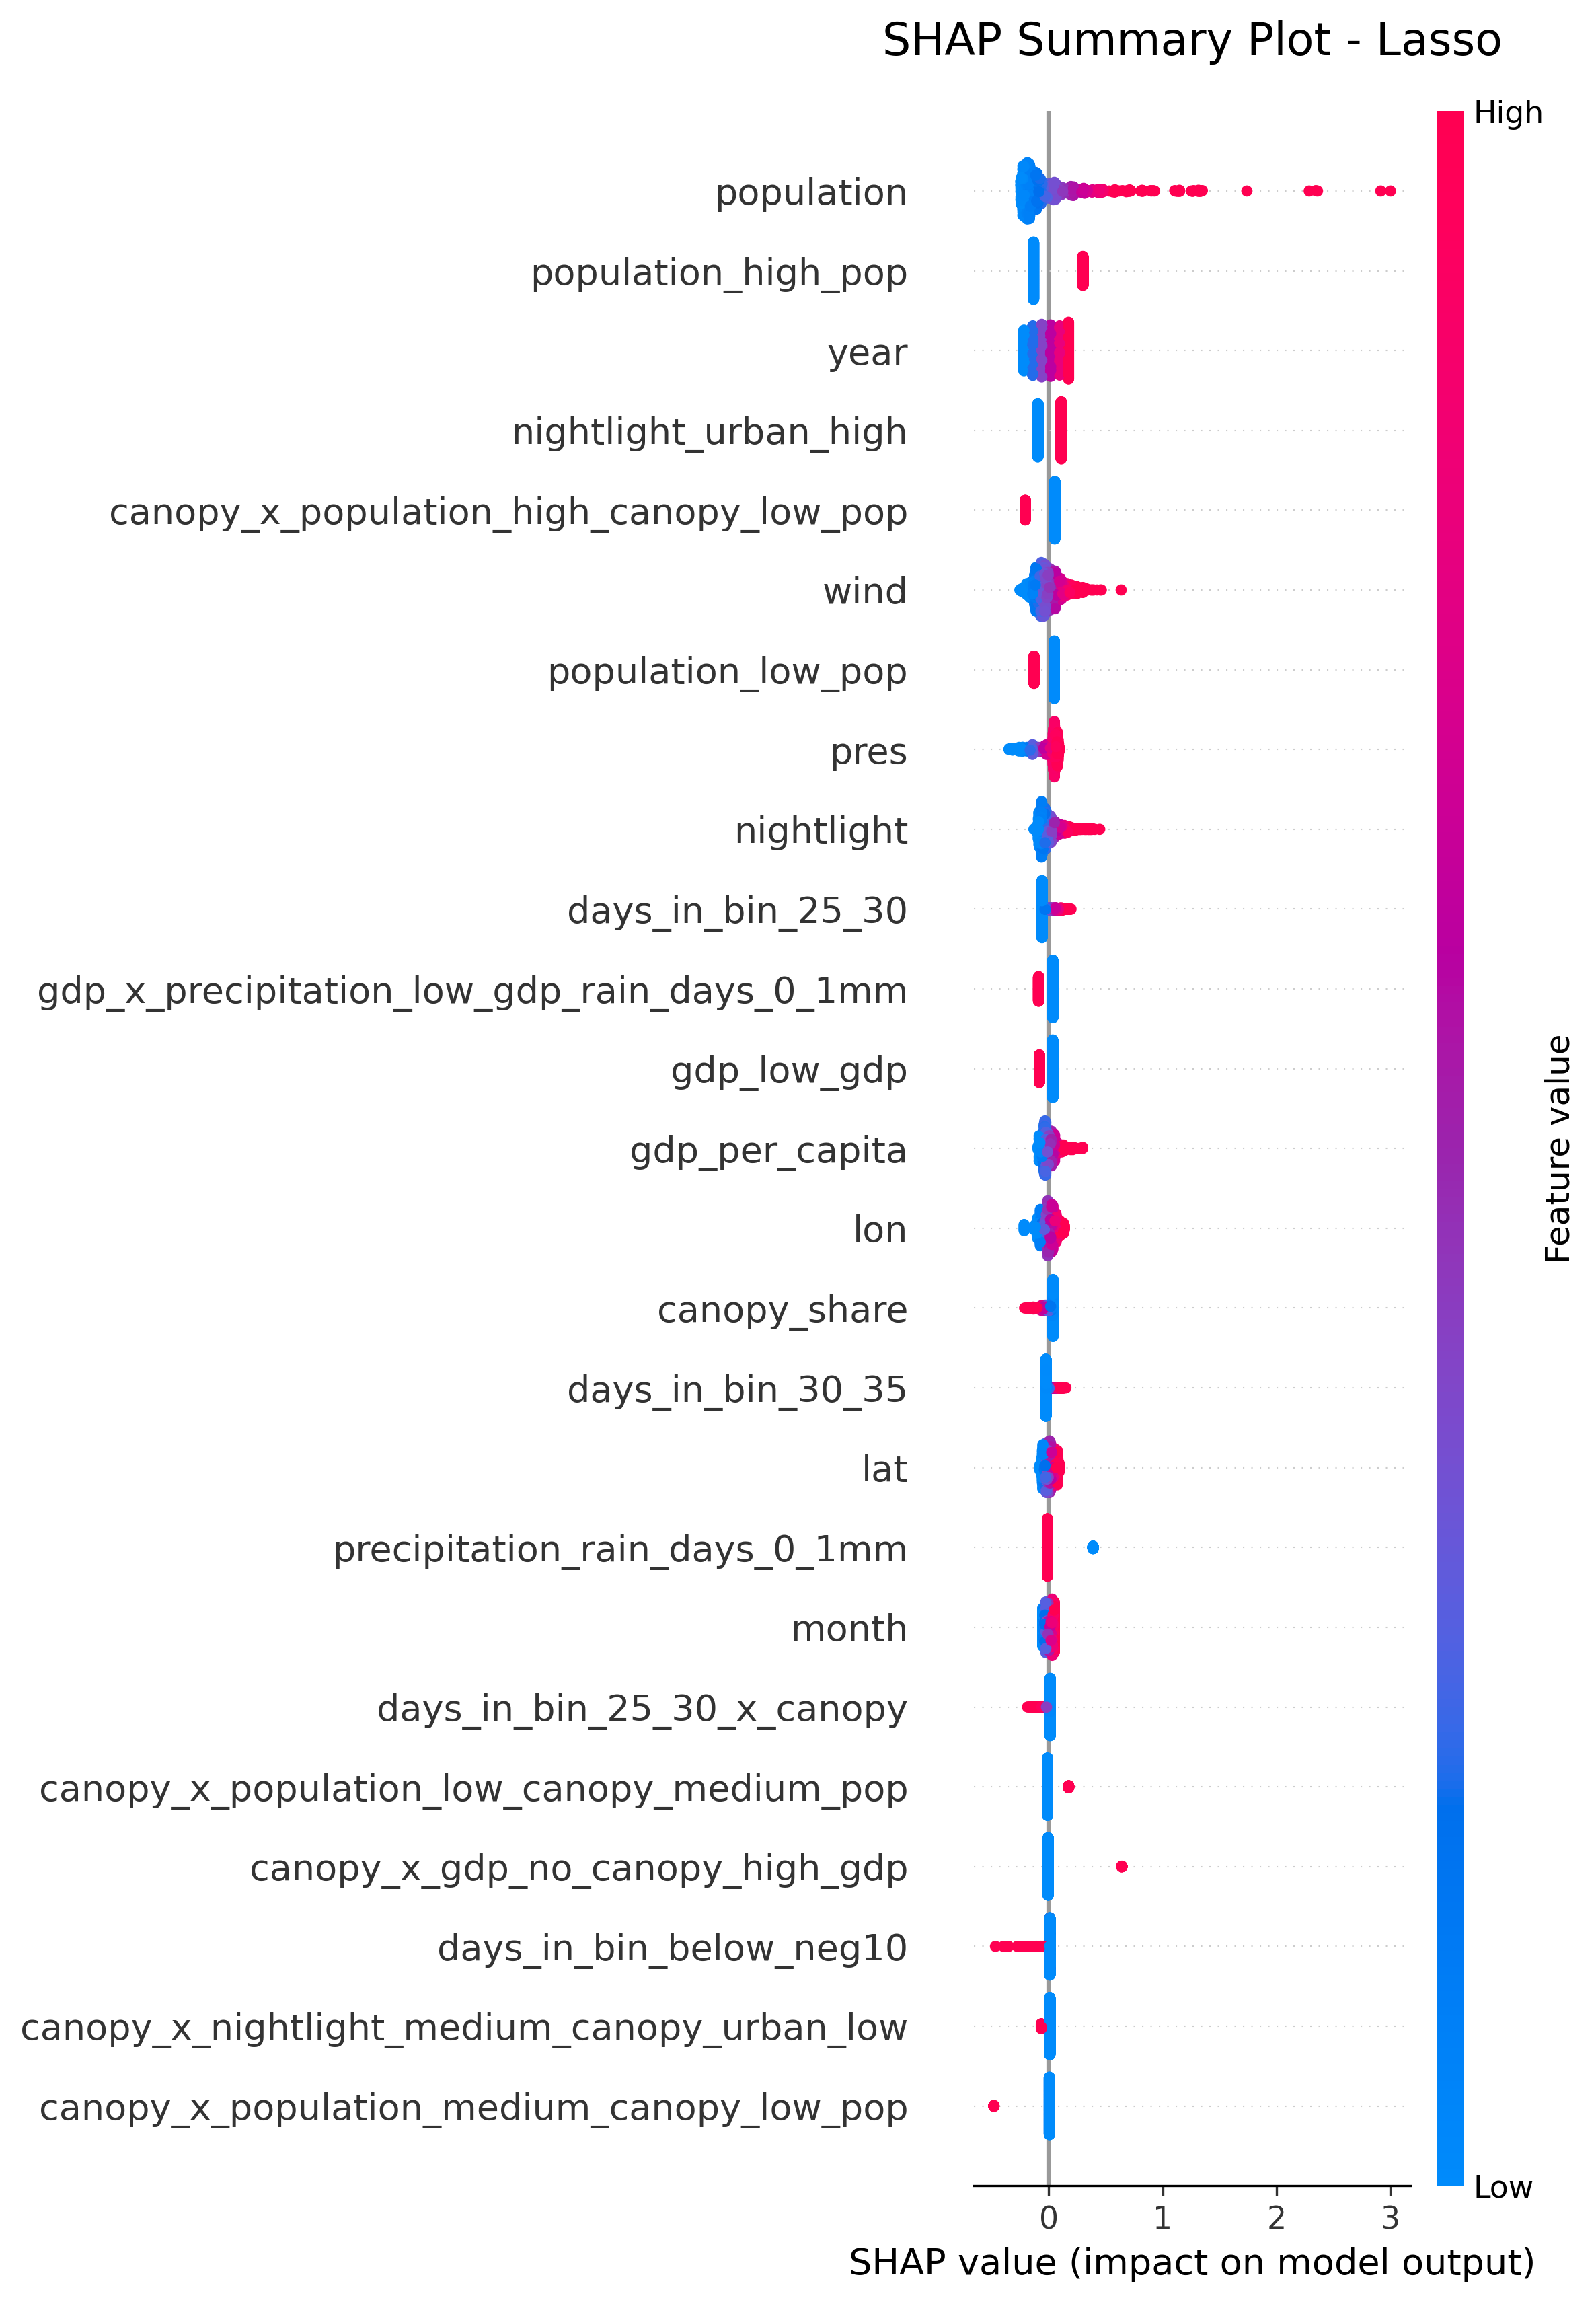 SHAP Summary Plot - Lasso
High
population
population_high_pop
year
nightlight_urban_high
canopy_x_population_high_canopy_low_pop
wind
population_low_pop
pres
nightlight
days_in_bin_25_30
gdp_x_precipitation_low_gdp_rain_days_0_1mm
gdp_low_gdp
gdp_per_capita
lon
canopy_share
days_in_bin_30_35
lat
precipitation_rain_days_0_1mm
month
days_in_bin_25_30_x_canopy
canopy_x_population_low_canopy_medium_pop
canopy_x_gdp_no_canopy_high_gdp
days_in_bin_below_neg10
canopy_x_nightlight_medium_canopy_urban_low
canopy_x_population_medium_canopy_low_pop
Feature value
Low
0 1 2 3
SHAP value (impact on model output)